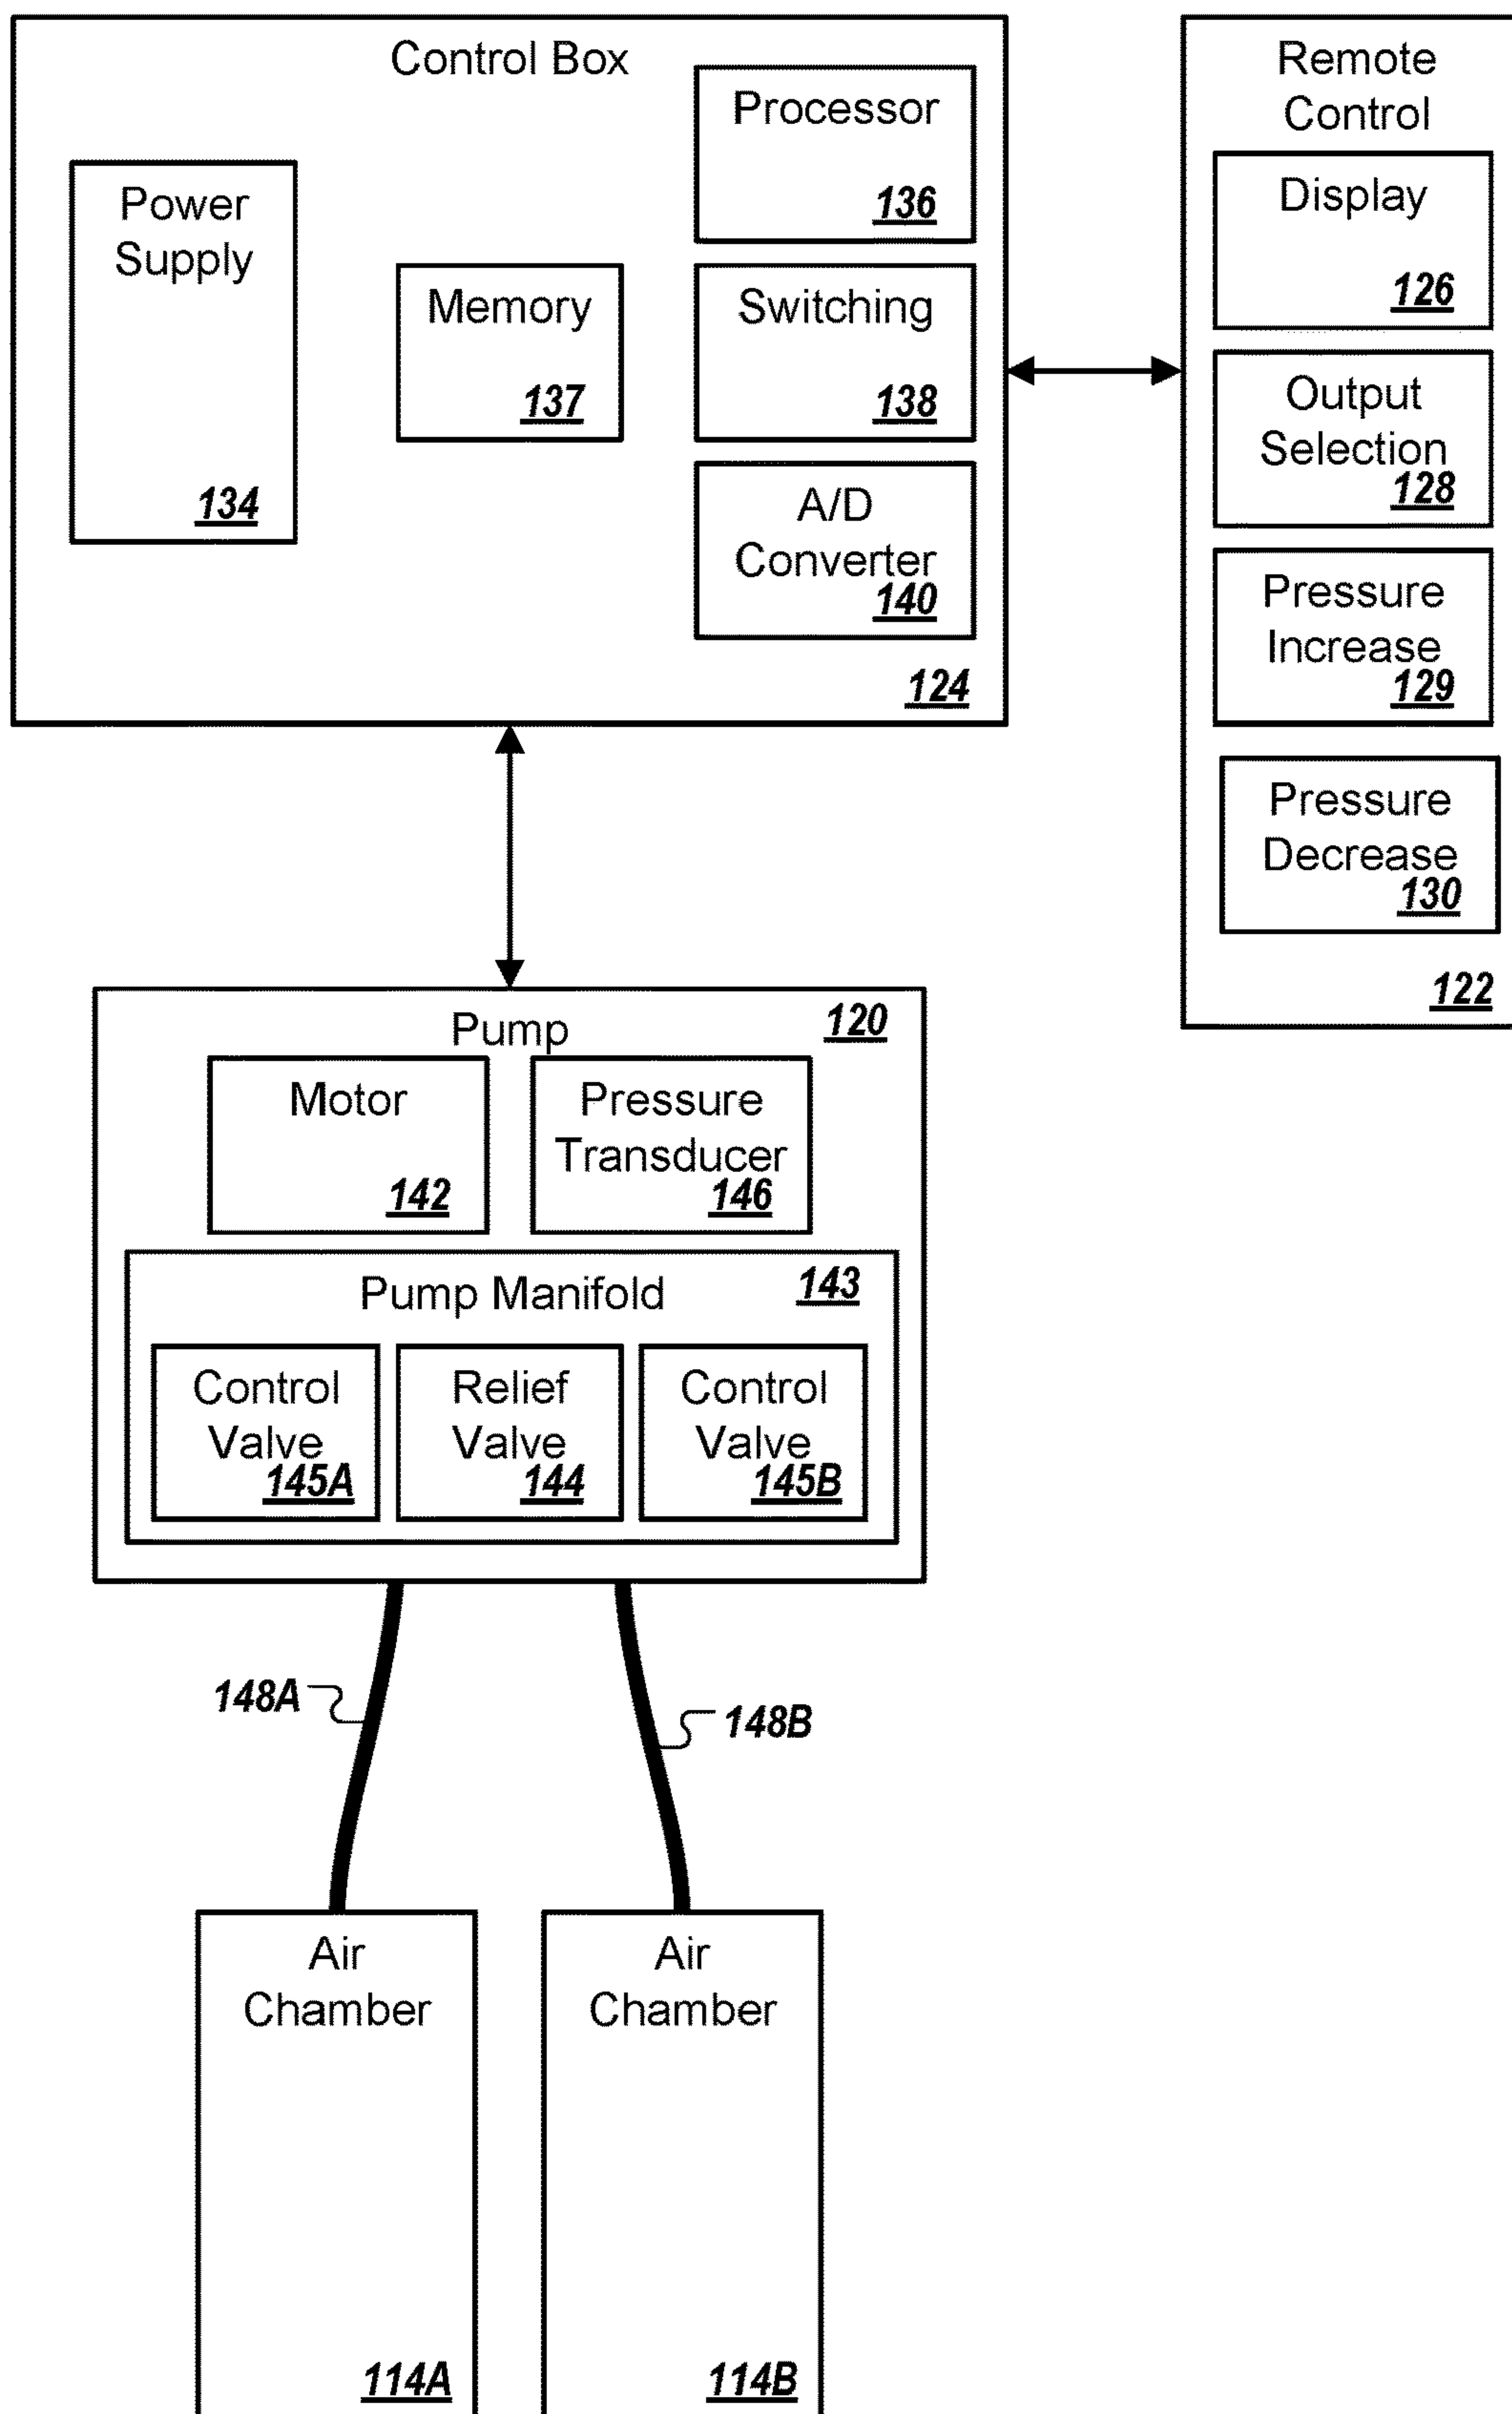 Control Box
Power
Supply
134
Memory
137
Processor
136
Switching
138
A/D
Converter
140
124
Remote
Control
Display
126
Output
Selection
128
Pressure
Increase
129
Pressure
Decrease
130
122
Pump
120
Motor
142
Pressure
Transducer
146
Pump Manifold
143
Control
Valve
145A
Relief
Valve
144
Control
Valve
145B
148A
148B
Air
Chamber
114A
Air
Chamber
114B